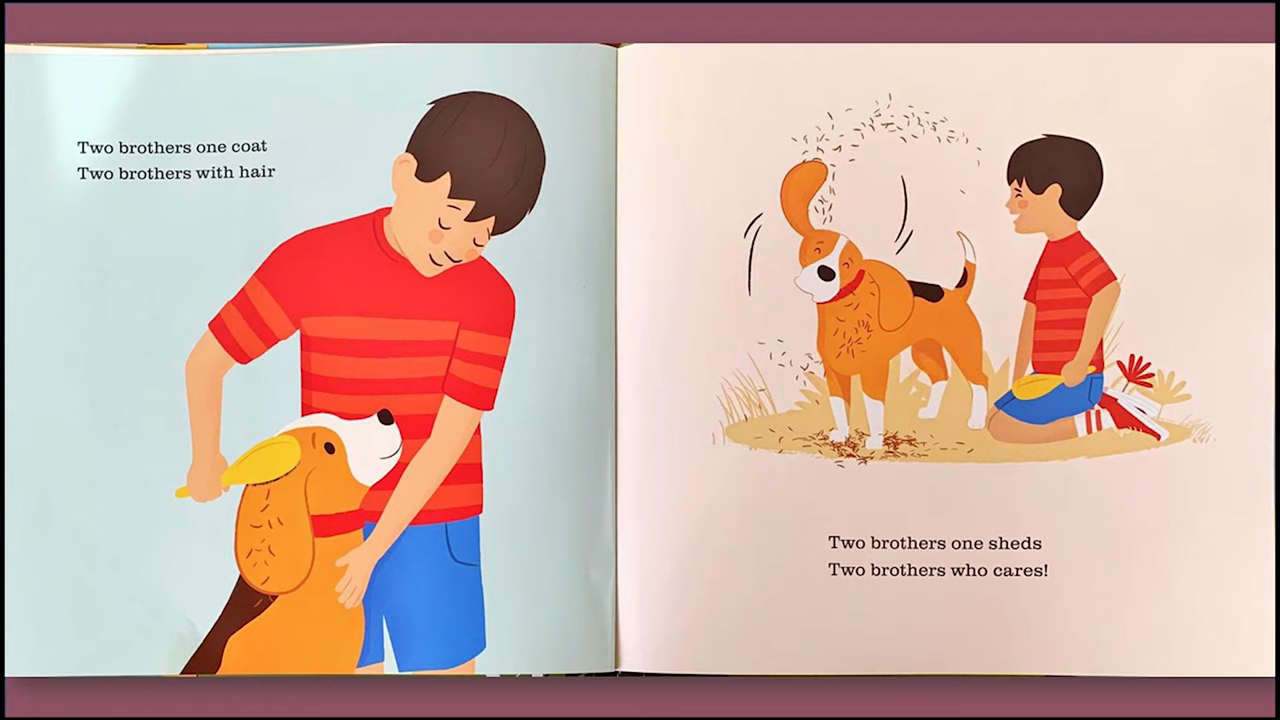 Two brothers one coat
Two brothers with hair
Two brothers one sheds
Two brothers who cares!